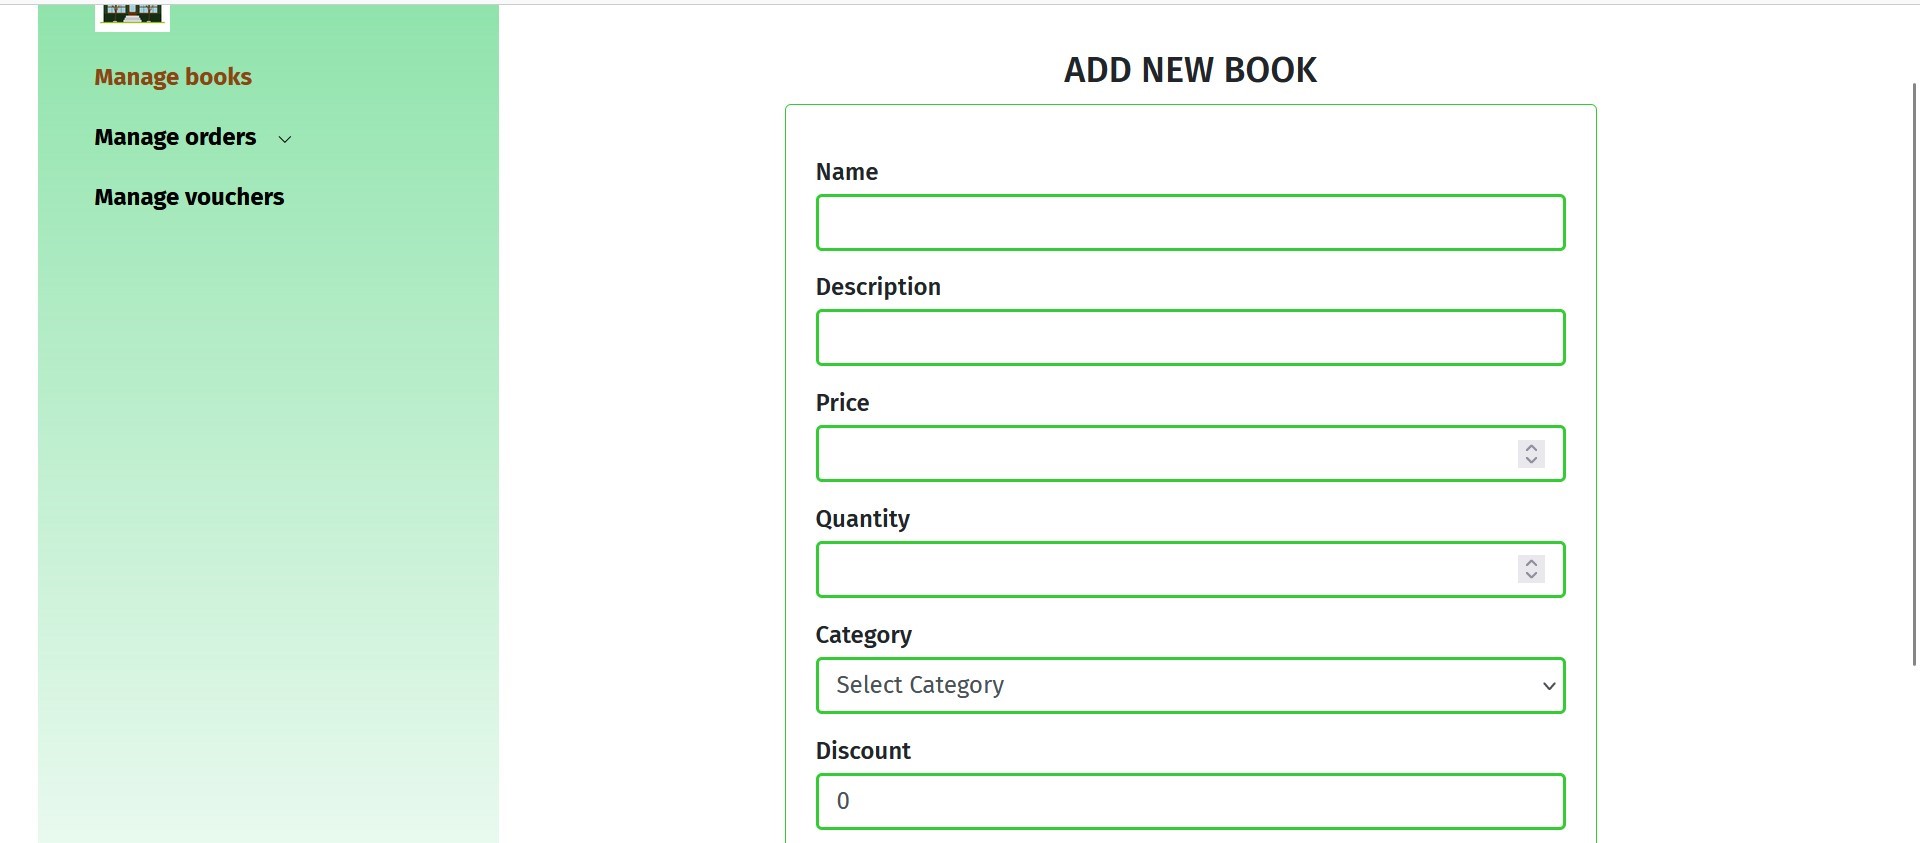 Manage books
Manage orders
Manage vouchers
ADD NEW BOOK
Name
Description
Price
Quantity
Category
Select Category
Discount
0